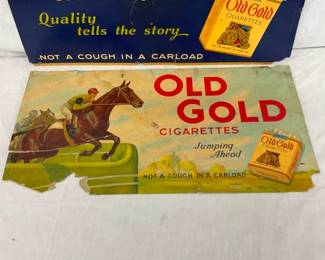 Old Gold
CIGARETTES
Quality
tells the story
NOT A COUGH IN A CARLOAD
OLD
GOLD
CIGARETTES
Jumping
Ahead
Old Gold
NOT A COUGH IN A CARLOAD